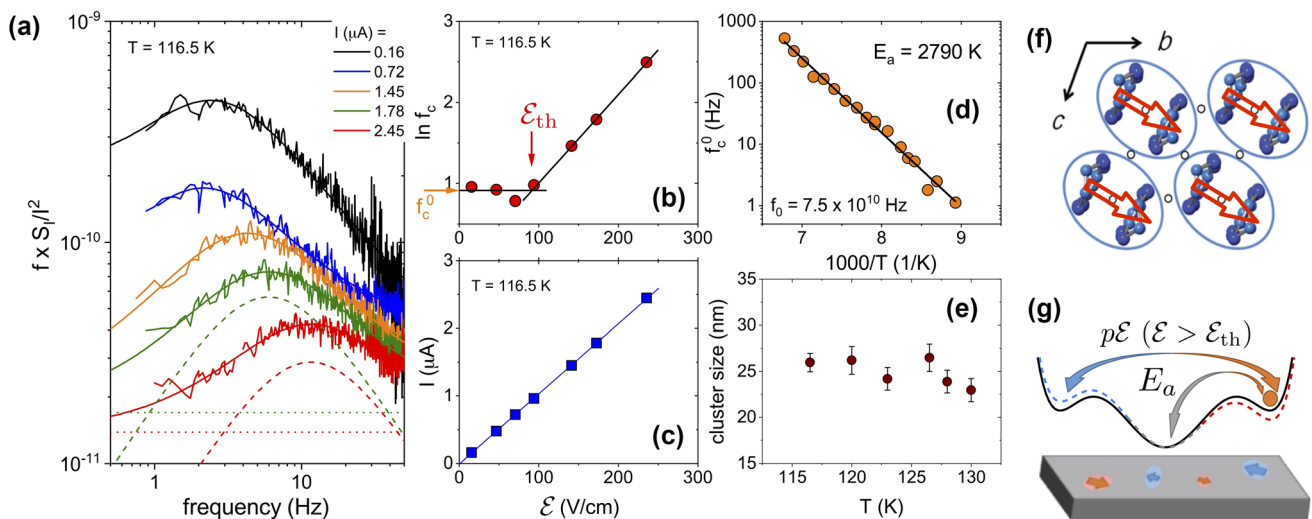 (a)
T = 116.5 K
I (μA) =
0.16
0.72
1.45
1.78
2.45
f x S_I/I²
10⁻⁹
10⁻¹⁰
10⁻¹¹
1
10
frequency (Hz)
T = 116.5 K
ln f_c
3
2
1
ℰ_th
f_c⁰
(b)
0
100
200
300
T = 116.5 K
I (μA)
3
2
1
0
(c)
0
100
200
300
ℰ (V/cm)
f_c⁰ (Hz)
1000
100
10
1
E_a = 2790 K
(d)
f₀ = 7.5 x 10¹⁰ Hz
7
8
9
1000/T (1/K)
cluster size (nm)
35
30
25
20
15
(e)
115
120
125
130
T (K)
(f)
b
c
(g)
pℰ (ℰ > ℰ_th)
E_a